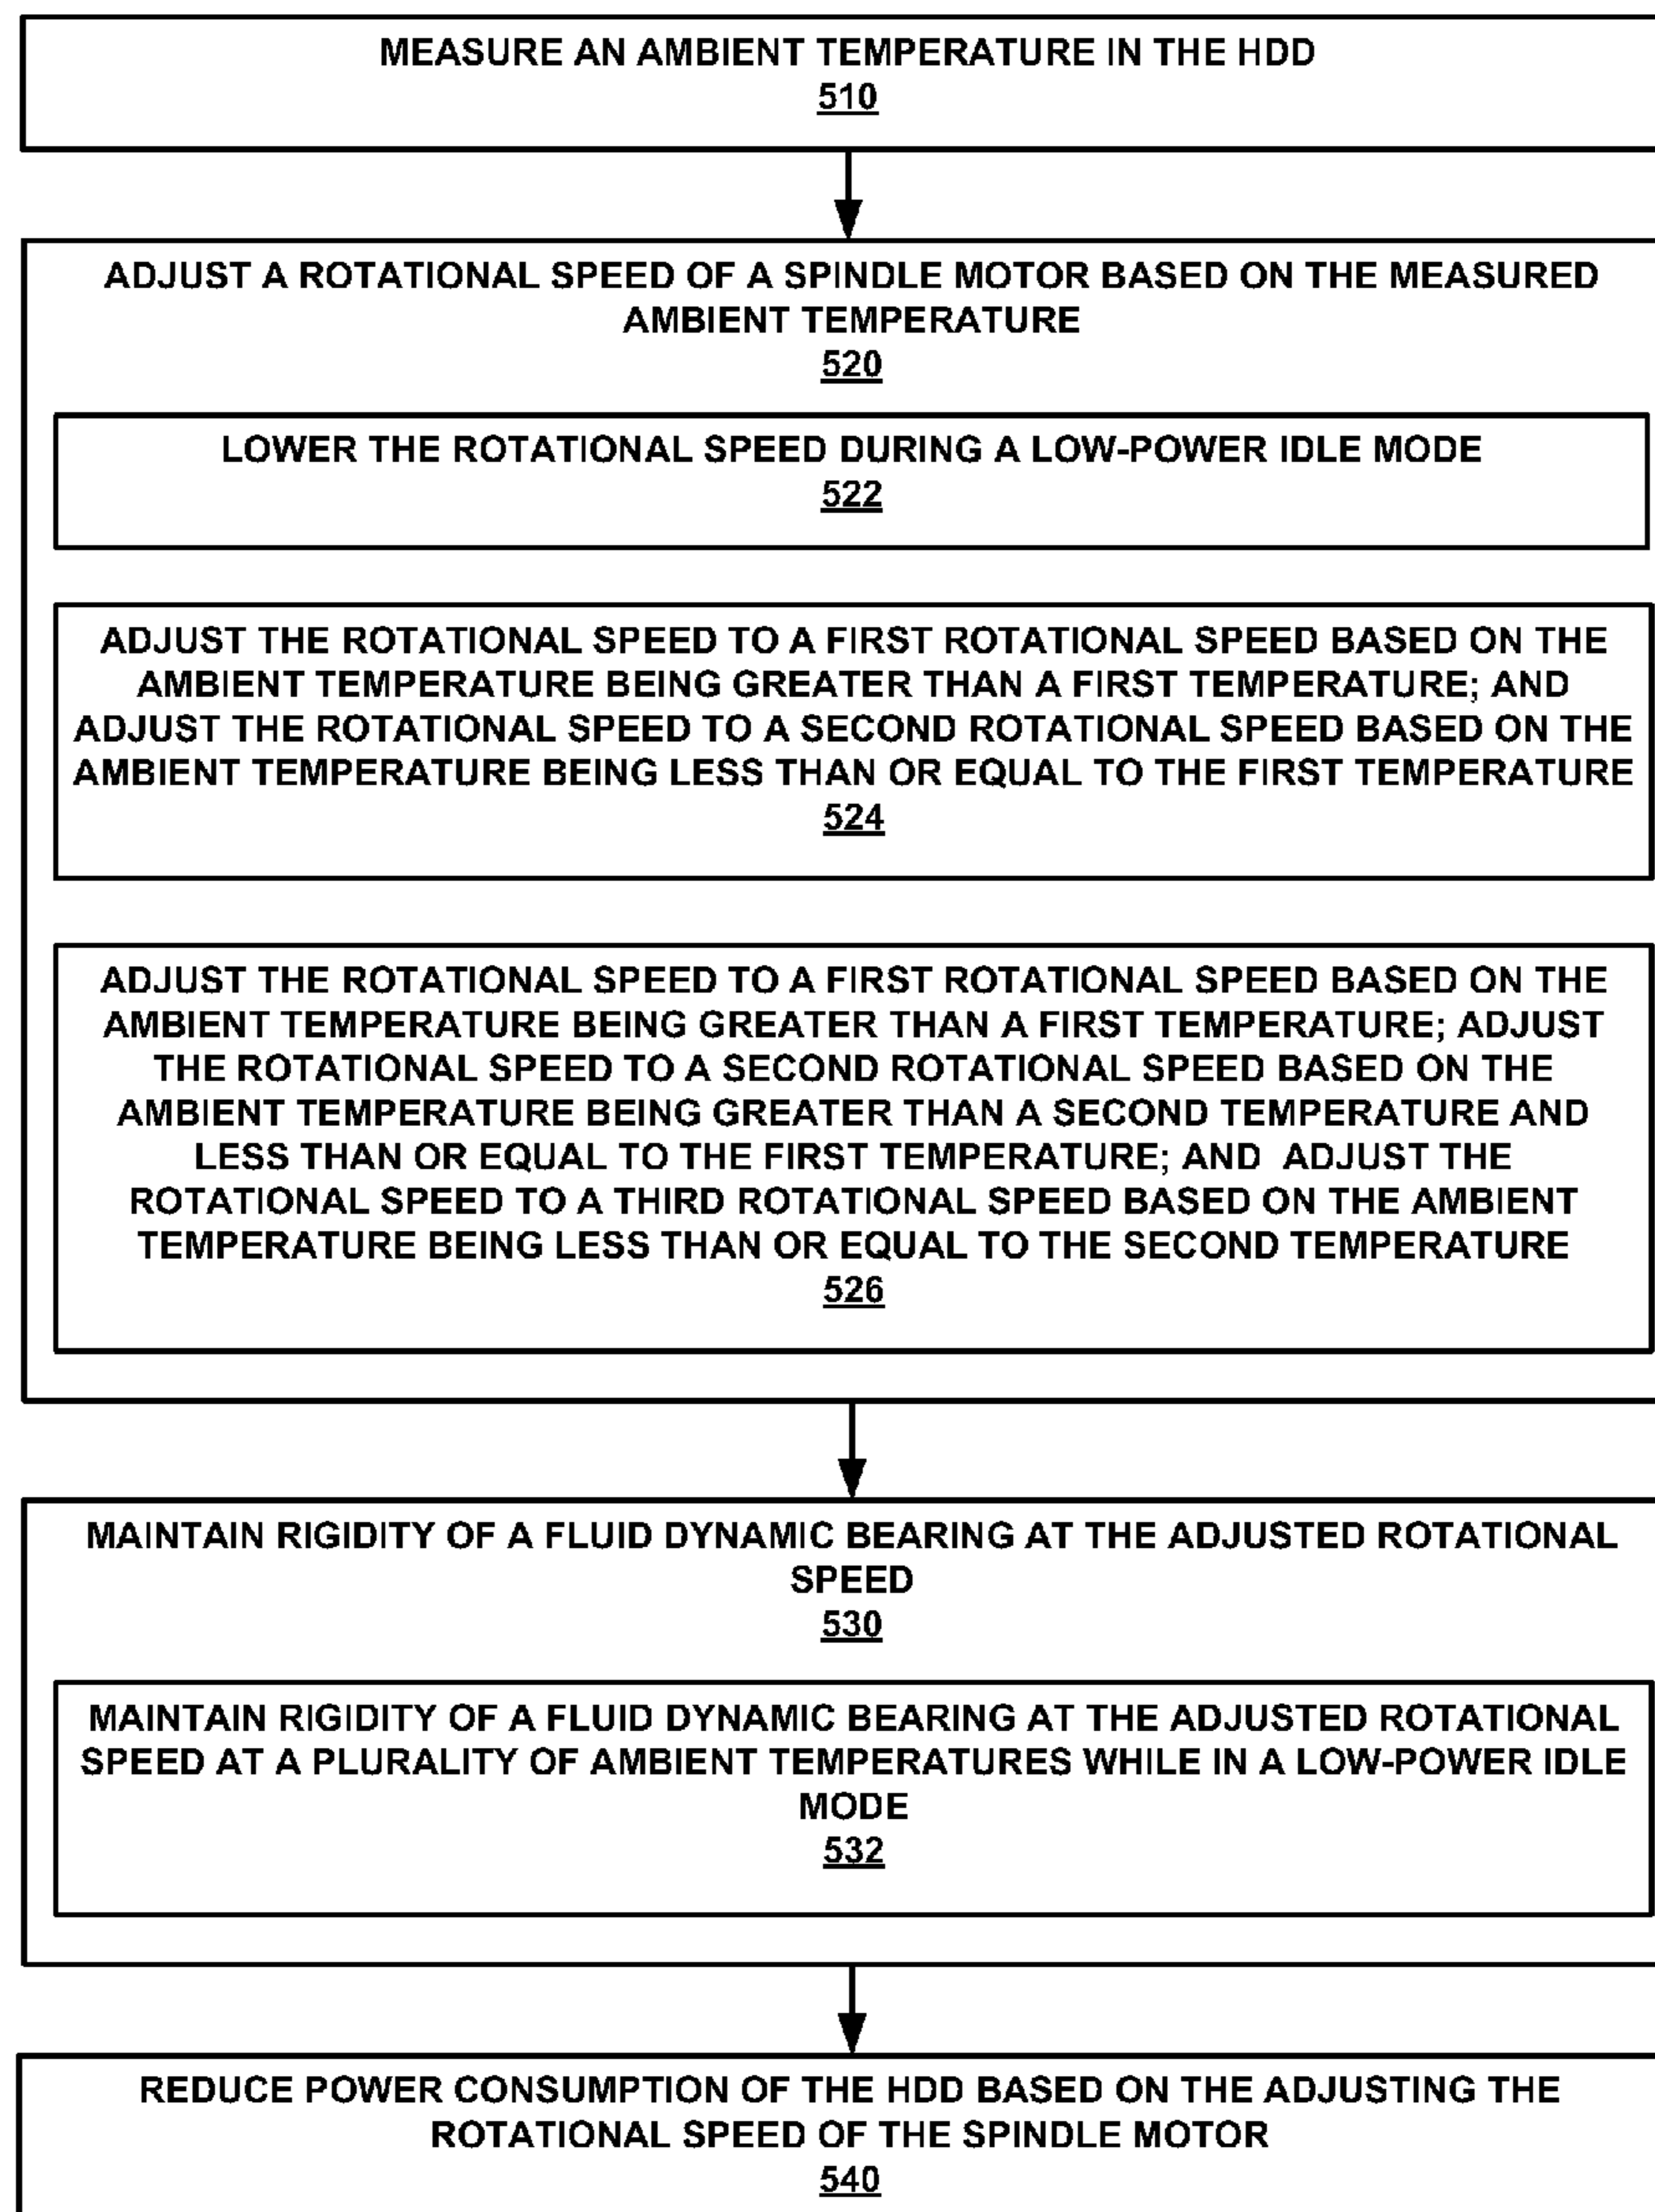 MEASURE AN AMBIENT TEMPERATURE IN THE HDD
510
ADJUST A ROTATIONAL SPEED OF A SPINDLE MOTOR BASED ON THE MEASURED
AMBIENT TEMPERATURE
520
LOWER THE ROTATIONAL SPEED DURING A LOW-POWER IDLE MODE
522
ADJUST THE ROTATIONAL SPEED TO A FIRST ROTATIONAL SPEED BASED ON THE
AMBIENT TEMPERATURE BEING GREATER THAN A FIRST TEMPERATURE; AND
ADJUST THE ROTATIONAL SPEED TO A SECOND ROTATIONAL SPEED BASED ON THE
AMBIENT TEMPERATURE BEING LESS THAN OR EQUAL TO THE FIRST TEMPERATURE
524
ADJUST THE ROTATIONAL SPEED TO A FIRST ROTATIONAL SPEED BASED ON THE
AMBIENT TEMPERATURE BEING GREATER THAN A FIRST TEMPERATURE; ADJUST
THE ROTATIONAL SPEED TO A SECOND ROTATIONAL SPEED BASED ON THE
AMBIENT TEMPERATURE BEING GREATER THAN A SECOND TEMPERATURE AND
LESS THAN OR EQUAL TO THE FIRST TEMPERATURE; AND ADJUST THE
ROTATIONAL SPEED TO A THIRD ROTATIONAL SPEED BASED ON THE AMBIENT
TEMPERATURE BEING LESS THAN OR EQUAL TO THE SECOND TEMPERATURE
526
MAINTAIN RIGIDITY OF A FLUID DYNAMIC BEARING AT THE ADJUSTED ROTATIONAL
SPEED
530
MAINTAIN RIGIDITY OF A FLUID DYNAMIC BEARING AT THE ADJUSTED ROTATIONAL
SPEED AT A PLURALITY OF AMBIENT TEMPERATURES WHILE IN A LOW-POWER IDLE
MODE
532
REDUCE POWER CONSUMPTION OF THE HDD BASED ON THE ADJUSTING THE
ROTATIONAL SPEED OF THE SPINDLE MOTOR
540